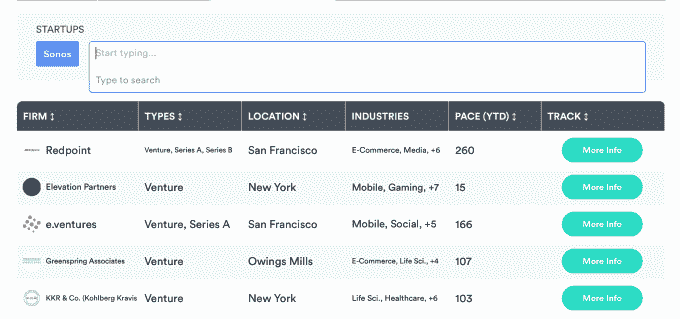 STARTUPS
Sonos
Start typing...
Type to search
FIRM TYPES LOCATION INDUSTRIES PACE (YTD) TRACK
Redpoint Venture, Series A, Series B San Francisco E-Commerce, Media, +6 260 More Info
Elevation Partners Venture New York Mobile, Gaming, +7 15 More Info
e.ventures Venture, Series A San Francisco Mobile, Social, +5 166 More Info
Greenspring Associates Venture Owings Mills E-Commerce, Life Sci., +4 107 More Info
KKR & Co. (Kohlberg Kravis Venture New York Life Sci., Healthcare, +6 103 More Info